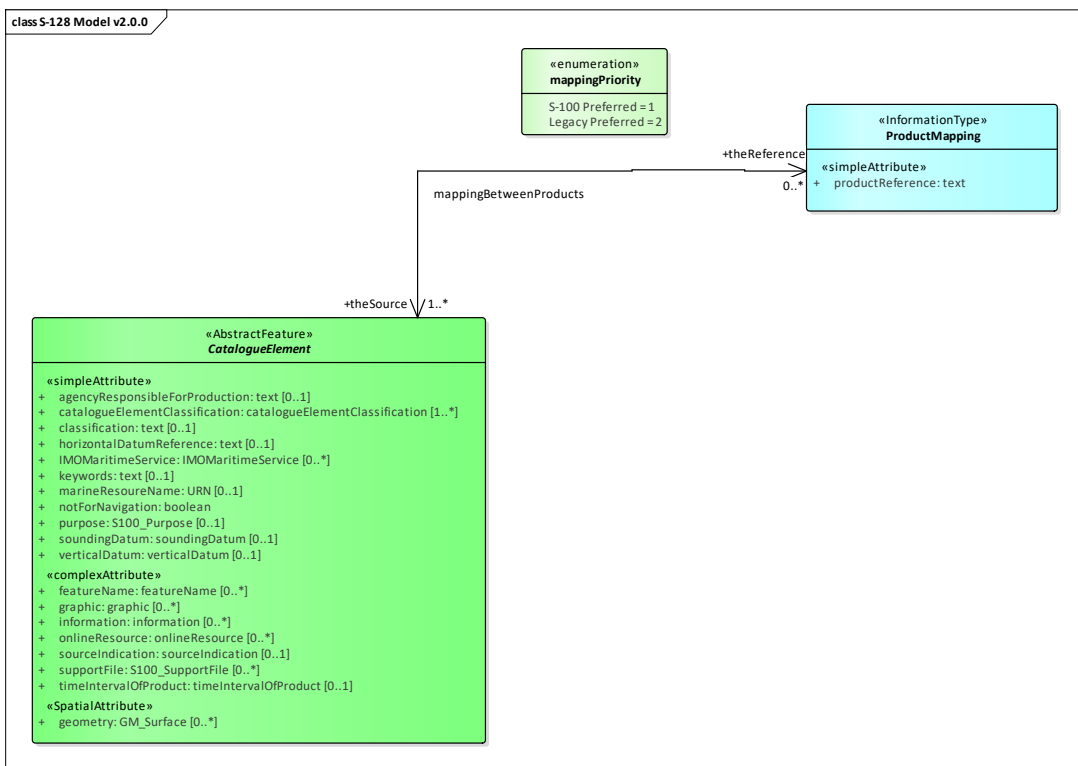 class S-128 Model v2.0.0
«enumeration»
mappingPriority
S-100 Preferred = 1
Legacy Preferred = 2
«InformationType»
ProductMapping
«simpleAttribute»
+ productReference: text
+theReference
0..*
mappingBetweenProducts
+theSource
1..*
«AbstractFeature»
CatalogueElement
«simpleAttribute»
+ agencyResponsibleForProduction: text [0..1]
+ catalogueElementClassification: catalogueElementClassification [1..*]
+ classification: text [0..1]
+ horizontalDatumReference: text [0..1]
+ IMOMaritimeService: IMOMaritimeService [0..*]
+ keywords: text [0..1]
+ marineResoureName: URN [0..1]
+ notForNavigation: boolean
+ purpose: S100_Purpose [0..1]
+ soundingDatum: soundingDatum [0..1]
+ verticalDatum: verticalDatum [0..1]
«complexAttribute»
+ featureName: featureName [0..*]
+ graphic: graphic [0..*]
+ information: information [0..*]
+ onlineResource: onlineResource [0..*]
+ sourceIndication: sourceIndication [0..1]
+ supportFile: S100_SupportFile [0..*]
+ timeIntervalOfProduct: timeIntervalOfProduct [0..1]
«SpatialAttribute»
+ geometry: GM_Surface [0..*]